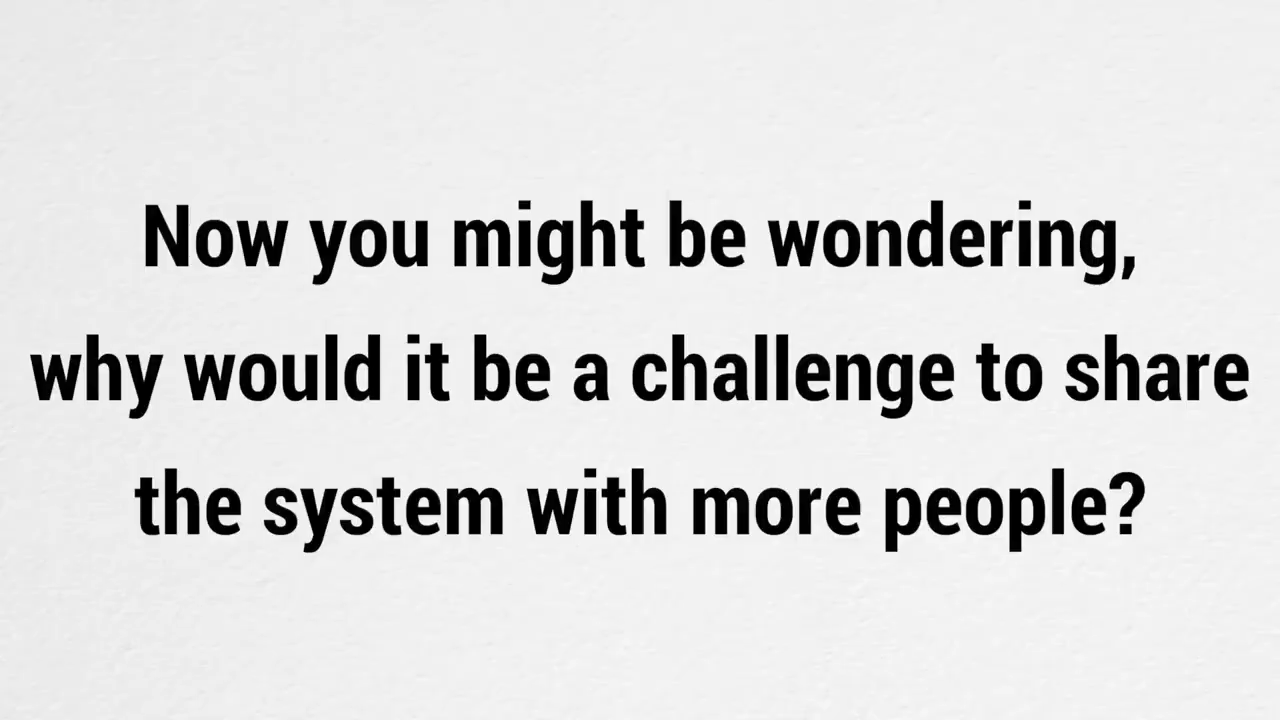 Now you might be wondering,
why would it be a challenge to share
the system with more people?